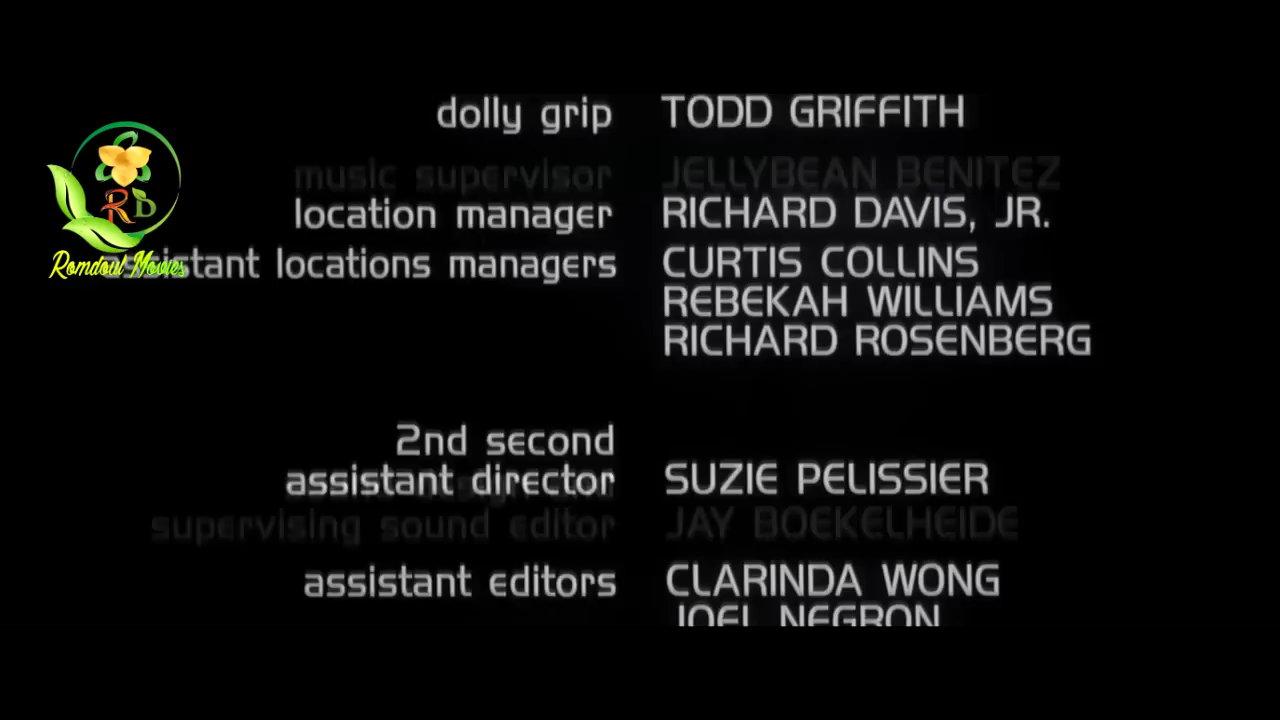 dolly grip TODD GRIFFITH
music supervisor JELLYBEAN BENITEZ
location manager RICHARD DAVIS, JR.
assistant locations managers CURTIS COLLINS
REBEKAH WILLIAMS
RICHARD ROSENBERG
2nd second
assistant director SUZIE PELISSIER
supervising sound editor JAY BOEKELHEIDE
assistant editors CLARINDA WONG
JOEL NEGRON
RD
Romdoul Movies